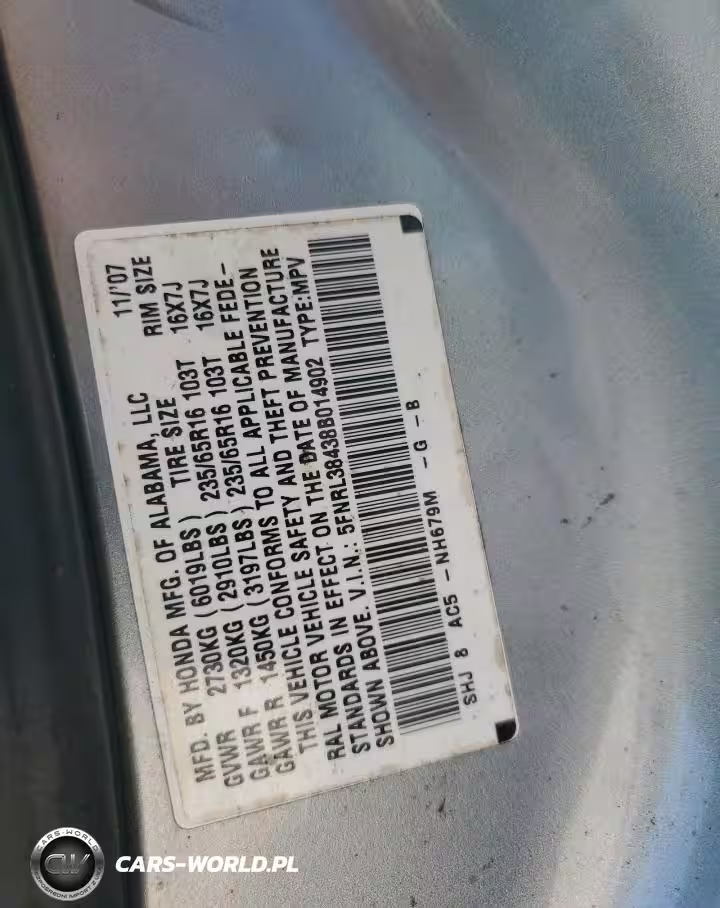 MFD. BY HONDA MFG. OF ALABAMA, LLC 11/'07
GVWR 2730KG (6019LBS) TIRE SIZE RIM SIZE
GAWR F 1320KG (2910LBS) 235/65R16 103T 16X7J
GAWR R 1450KG (3197LBS) 235/65R16 103T 16X7J
THIS VEHICLE CONFORMS TO ALL APPLICABLE FEDE-
RAL MOTOR VEHICLE SAFETY AND THEFT PREVENTION
STANDARDS IN EFFECT ON THE DATE OF MANUFACTURE
SHOWN ABOVE. V.I.N.: 5FNRL38438B014902 TYPE:MPV
SHJ 8 AC5 -NH679M -G -B
CARS-WORLD
CW
CARS-WORLD.PL